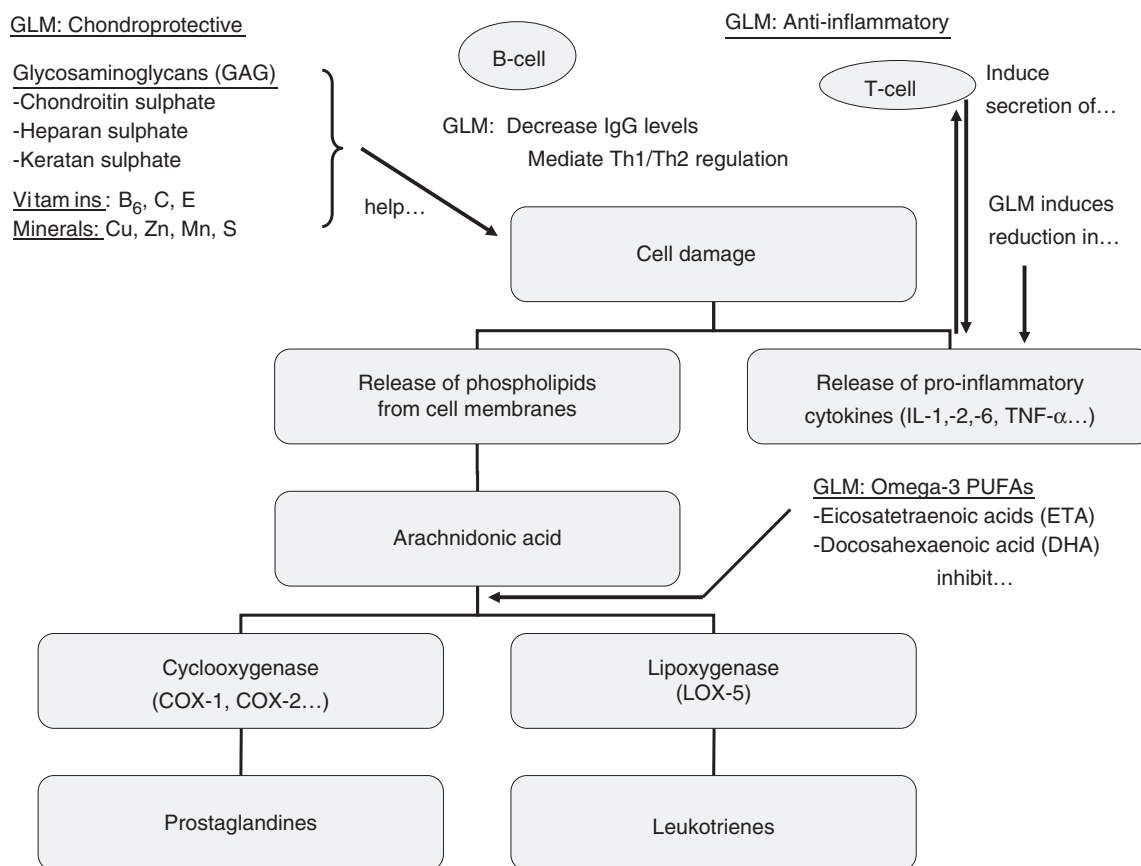 GLM: Chondroprotective
Glycosaminoglycans (GAG)
-Chondroitin sulphate
-Heparan sulphate
-Keratan sulphate
Vitamins: B6, C, E
Minerals: Cu, Zn, Mn, S
help…
B-cell
GLM: Decrease IgG levels
Mediate Th1/Th2 regulation
GLM: Anti-inflammatory
T-cell
Induce
secretion of…
GLM induces
reduction in…
Cell damage
Release of phospholipids
from cell membranes
Release of pro-inflammatory
cytokines (IL-1,-2,-6, TNF-α…)
Arachnidonic acid
GLM: Omega-3 PUFAs
-Eicosatetraenoic acids (ETA)
-Docosahexaenoic acid (DHA)
inhibit…
Cyclooxygenase
(COX-1, COX-2…)
Lipoxygenase
(LOX-5)
Prostaglandines
Leukotrienes